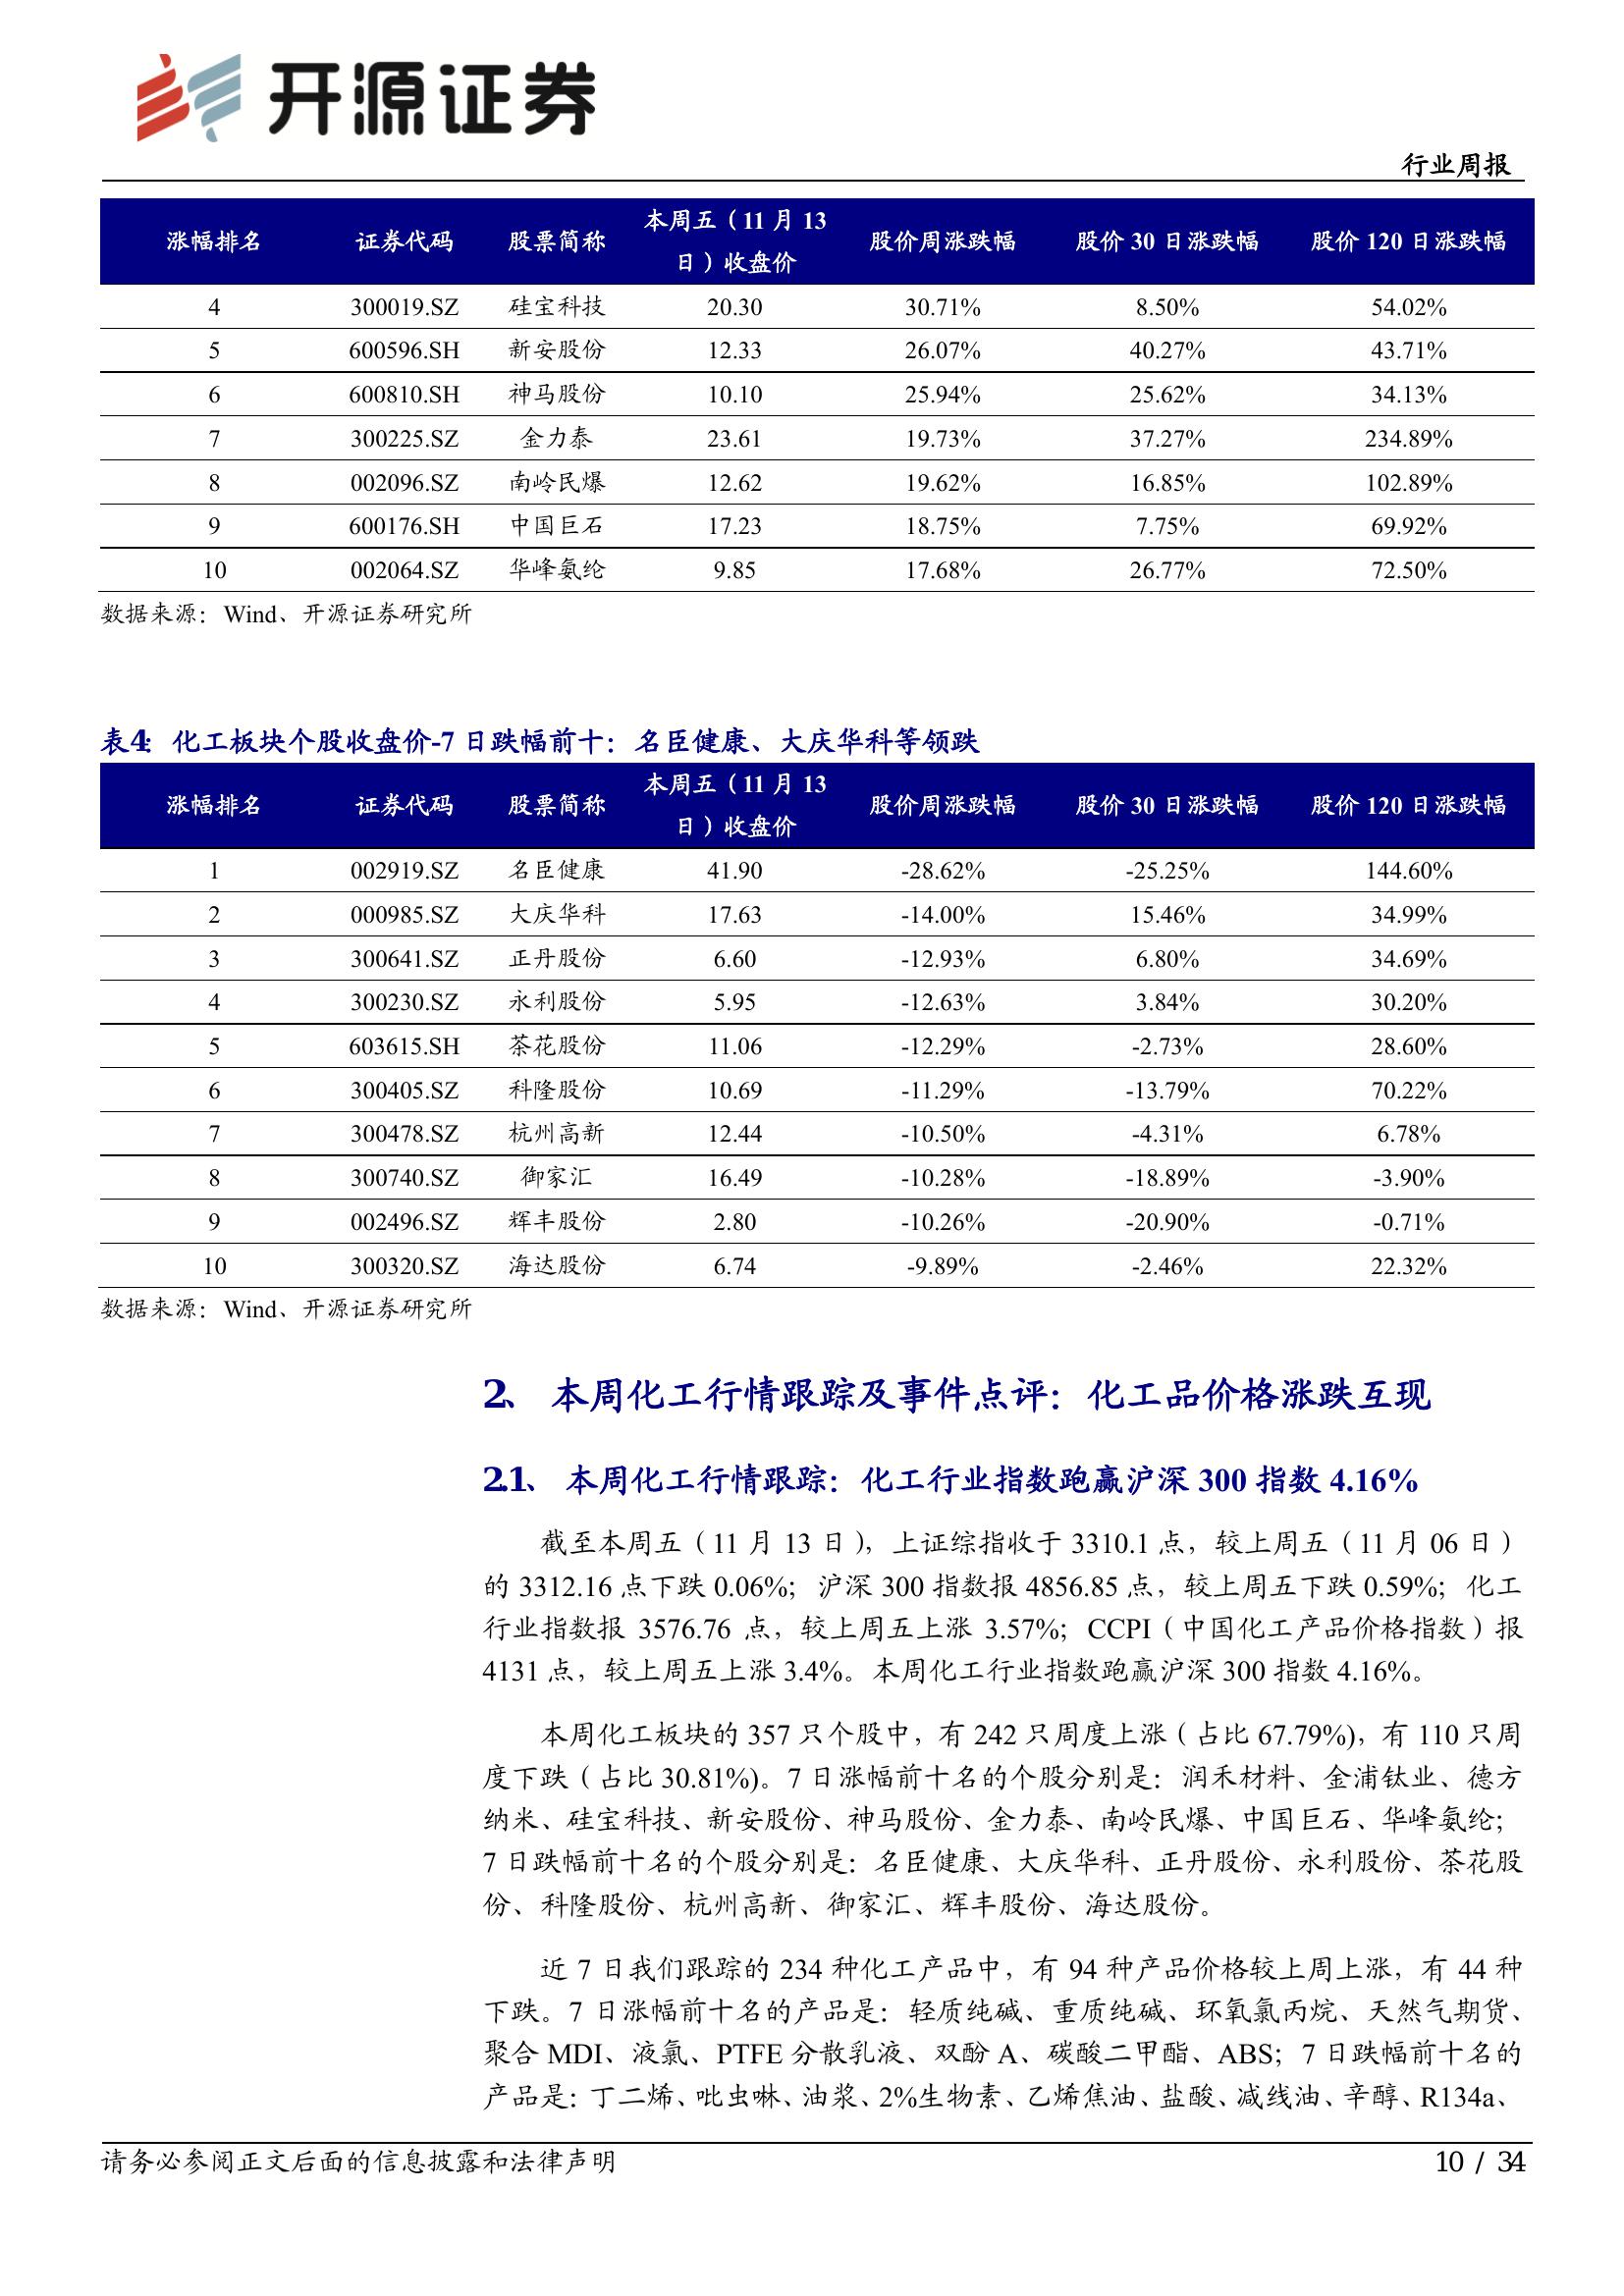 开源证券
行业周报
涨幅排名 证券代码 股票简称 本周五（11 月 13 日）收盘价 股价周涨跌幅 股价 30 日涨跌幅 股价 120 日涨跌幅
4 300019.SZ 硅宝科技 20.30 30.71% 8.50% 54.02%
5 600596.SH 新安股份 12.33 26.07% 40.27% 43.71%
6 600810.SH 神马股份 10.10 25.94% 25.62% 34.13%
7 300225.SZ 金力泰 23.61 19.73% 37.27% 234.89%
8 002096.SZ 南岭民爆 12.62 19.62% 16.85% 102.89%
9 600176.SH 中国巨石 17.23 18.75% 7.75% 69.92%
10 002064.SZ 华峰氨纶 9.85 17.68% 26.77% 72.50%
数据来源：Wind、开源证券研究所
表4：化工板块个股收盘价-7 日跌幅前十：名臣健康、大庆华科等领跌
涨幅排名 证券代码 股票简称 本周五（11 月 13 日）收盘价 股价周涨跌幅 股价 30 日涨跌幅 股价 120 日涨跌幅
1 002919.SZ 名臣健康 41.90 -28.62% -25.25% 144.60%
2 000985.SZ 大庆华科 17.63 -14.00% 15.46% 34.99%
3 300641.SZ 正丹股份 6.60 -12.93% 6.80% 34.69%
4 300230.SZ 永利股份 5.95 -12.63% 3.84% 30.20%
5 603615.SH 茶花股份 11.06 -12.29% -2.73% 28.60%
6 300405.SZ 科隆股份 10.69 -11.29% -13.79% 70.22%
7 300478.SZ 杭州高新 12.44 -10.50% -4.31% 6.78%
8 300740.SZ 御家汇 16.49 -10.28% -18.89% -3.90%
9 002496.SZ 辉丰股份 2.80 -10.26% -20.90% -0.71%
10 300320.SZ 海达股份 6.74 -9.89% -2.46% 22.32%
数据来源：Wind、开源证券研究所
2、 本周化工行情跟踪及事件点评：化工品价格涨跌互现
2.1、 本周化工行情跟踪：化工行业指数跑赢沪深 300 指数 4.16%
截至本周五（11 月 13 日），上证综指收于 3310.1 点，较上周五（11 月 06 日）
的 3312.16 点下跌 0.06%；沪深 300 指数报 4856.85 点，较上周五下跌 0.59%；化工
行业指数报 3576.76 点，较上周五上涨 3.57%；CCPI（中国化工产品价格指数）报
4131 点，较上周五上涨 3.4%。本周化工行业指数跑赢沪深 300 指数 4.16%。
本周化工板块的 357 只个股中，有 242 只周度上涨（占比 67.79%)，有 110 只周
度下跌（占比 30.81%)。7 日涨幅前十名的个股分别是：润禾材料、金浦钛业、德方
纳米、硅宝科技、新安股份、神马股份、金力泰、南岭民爆、中国巨石、华峰氨纶；
7 日跌幅前十名的个股分别是：名臣健康、大庆华科、正丹股份、永利股份、茶花股
份、科隆股份、杭州高新、御家汇、辉丰股份、海达股份。
近 7 日我们跟踪的 234 种化工产品中，有 94 种产品价格较上周上涨，有 44 种
下跌。7 日涨幅前十名的产品是：轻质纯碱、重质纯碱、环氧氯丙烷、天然气期货、
聚合 MDI、液氯、PTFE 分散乳液、双酚 A、碳酸二甲酯、ABS；7 日跌幅前十名的
产品是：丁二烯、吡虫啉、油浆、2%生物素、乙烯焦油、盐酸、减线油、辛醇、R134a、
请务必参阅正文后面的信息披露和法律声明
10 / 34